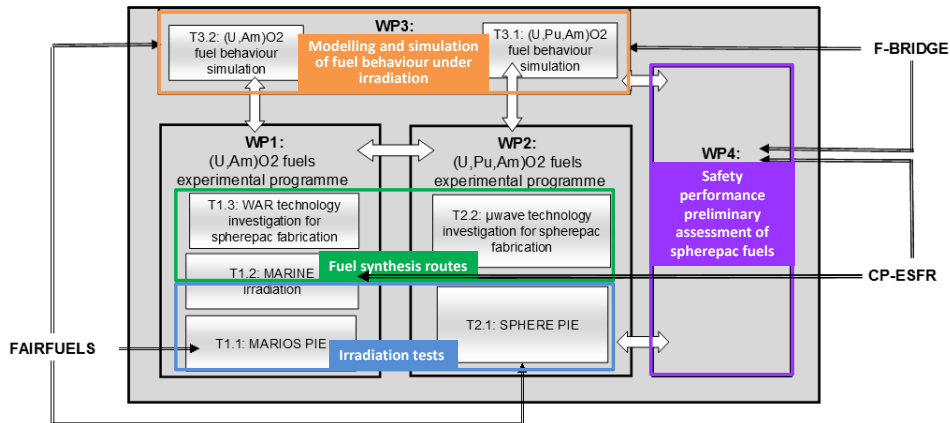 WP3:
T3.2: (U,Am)O2
fuel behaviour
simulation
Modelling and simulation
of fuel behaviour under
irradiation
T3.1: (U,Pu,Am)O2
fuel behaviour
simulation
F-BRIDGE
WP1:
(U,Am)O2 fuels
experimental programme
WP2:
(U,Pu,Am)O2 fuels
experimental programme
WP4:
Safety
performance
preliminary
assessment of
spherepac fuels
T1.3: WAR technology
investigation for
spherepac fabrication
T2.2: µwave technology
investigation for spherepac
fabrication
Fuel synthesis routes
T1.2: MARINE
irradiation
CP-ESFR
T1.1: MARIOS PIE
T2.1: SPHERE PIE
Irradiation tests
FAIRFUELS